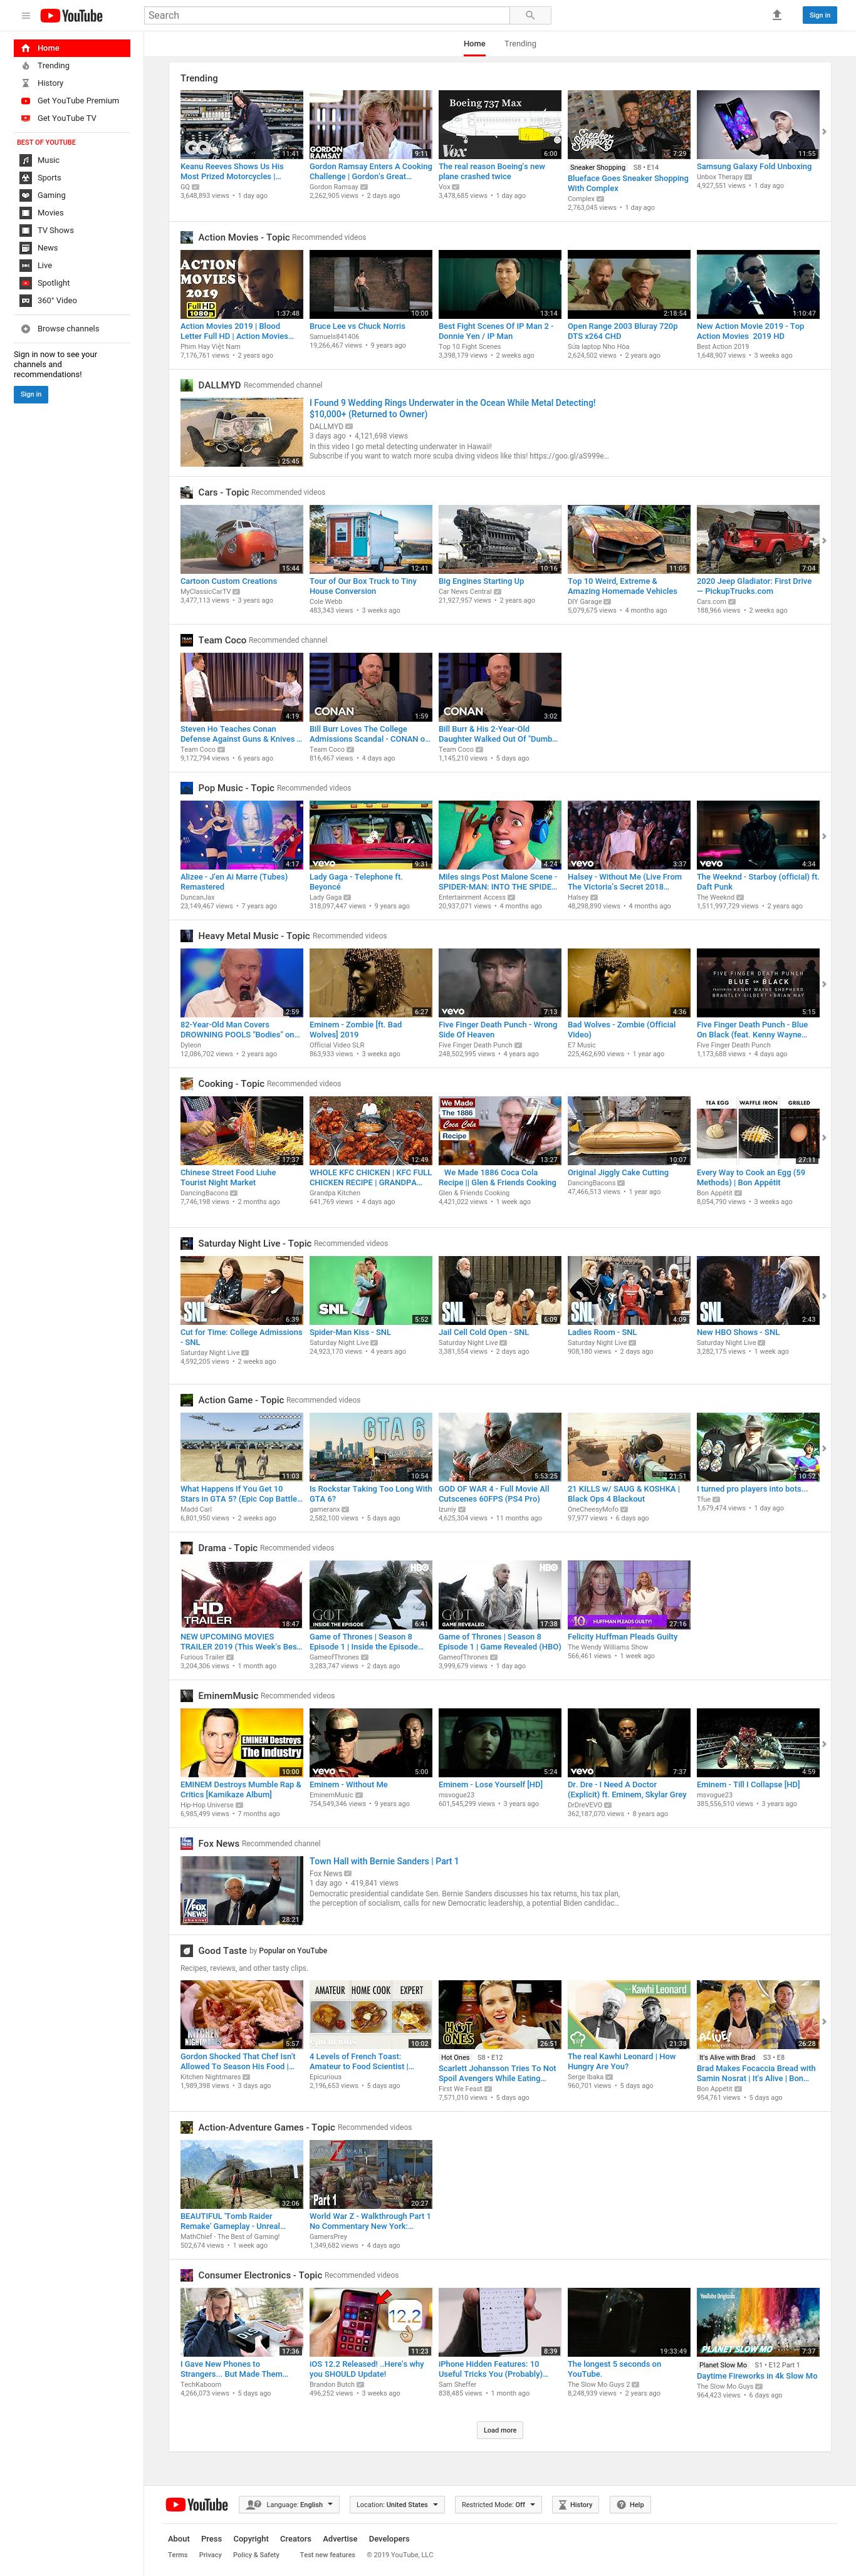 YouTube
Search
Sign in
Home
Trending
History
Get YouTube Premium
Get YouTube TV
BEST OF YOUTUBE
Music
Sports
Gaming
Movies
TV Shows
News
Live
Spotlight
360° Video
Browse channels
Sign in now to see your
channels and
recommendations!
Sign in
Home
Trending
Trending
GQ
11:41
Keanu Reeves Shows Us His
Most Prized Motorcycles |...
GQ
3,648,893 views • 1 day ago
GORDON
RAMSAY
9:11
Gordon Ramsay Enters A Cooking
Challenge | Gordon's Great...
Gordon Ramsay
2,262,905 views • 2 days ago
Boeing 737 Max
Vox
6:00
The real reason Boeing's new
plane crashed twice
Vox
3,478,685 views • 1 day ago
Sneaker Shopping
7:29
Sneaker Shopping S8 • E14
Blueface Goes Sneaker Shopping
With Complex
Complex
2,763,045 views • 1 day ago
11:55
Samsung Galaxy Fold Unboxing
Unbox Therapy
4,927,551 views • 1 day ago
Action Movies - Topic Recommended videos
ACTION
MOVIES
2019
Full HD
1080p
1:37:48
Action Movies 2019 | Blood
Letter Full HD | Action Movies...
Phim Hay Việt Nam
7,176,761 views • 2 years ago
10:00
Bruce Lee vs Chuck Norris
Samuels841406
19,266,467 views • 9 years ago
13:14
Best Fight Scenes Of IP Man 2 -
Donnie Yen / IP Man
Top 10 Fight Scenes
3,398,179 views • 2 weeks ago
2:18:54
Open Range 2003 Bluray 720p
DTS x264 CHD
Sửa laptop Nho Hòa
2,624,502 views • 2 years ago
1:10:47
New Action Movie 2019 - Top
Action Movies 2019 HD
Best Action 2019
1,648,907 views • 3 weeks ago
DALLMYD Recommended channel
25:45
I Found 9 Wedding Rings Underwater in the Ocean While Metal Detecting!
$10,000+ (Returned to Owner)
DALLMYD
3 days ago • 4,121,698 views
In this video I go metal detecting underwater in Hawaii!
Subscribe if you want to watch more scuba diving videos like this! https://goo.gl/aS999e...
Cars - Topic Recommended videos
15:44
Cartoon Custom Creations
MyClassicCarTV
3,477,113 views • 3 years ago
12:41
Tour of Our Box Truck to Tiny
House Conversion
Cole Webb
483,343 views • 3 weeks ago
10:16
Big Engines Starting Up
Car News Central
21,927,957 views • 2 years ago
11:05
Top 10 Weird, Extreme &
Amazing Homemade Vehicles
DIY Garage
5,079,675 views • 4 months ago
7:04
2020 Jeep Gladiator: First Drive
— PickupTrucks.com
Cars.com
188,966 views • 2 weeks ago
Team Coco Recommended channel
4:19
Steven Ho Teaches Conan
Defense Against Guns & Knives ...
Team Coco
9,172,794 views • 6 years ago
CONAN
1:59
Bill Burr Loves The College
Admissions Scandal - CONAN o...
Team Coco
816,467 views • 4 days ago
CONAN
3:02
Bill Burr & His 2-Year-Old
Daughter Walked Out Of "Dumb...
Team Coco
1,145,210 views • 5 days ago
Pop Music - Topic Recommended videos
4:17
Alizee - J'en Ai Marre (Tubes)
Remastered
DuncanJax
23,149,467 views • 7 years ago
vevo
9:31
Lady Gaga - Telephone ft.
Beyoncé
Lady Gaga
318,097,447 views • 9 years ago
4:24
Miles sings Post Malone Scene -
SPIDER-MAN: INTO THE SPIDE...
Entertainment Access
20,937,071 views • 4 months ago
vevo
3:37
Halsey - Without Me (Live From
The Victoria's Secret 2018...
Halsey
48,298,890 views • 4 months ago
vevo
4:34
The Weeknd - Starboy (official) ft.
Daft Punk
The Weeknd
1,511,997,729 views • 2 years ago
Heavy Metal Music - Topic Recommended videos
2:59
82-Year-Old Man Covers
DROWNING POOLS "Bodies" on...
Dyleon
12,086,702 views • 2 years ago
6:27
Eminem - Zombie [ft. Bad
Wolves] 2019
Official Video SLR
863,933 views • 3 weeks ago
vevo
7:13
Five Finger Death Punch - Wrong
Side Of Heaven
Five Finger Death Punch
248,502,995 views • 4 years ago
4:36
Bad Wolves - Zombie (Official
Video)
E7 Music
225,462,690 views • 1 year ago
FIVE FINGER DEATH PUNCH
BLUE ON BLACK
FEATURING KENNY WAYNE SHEPHERD
BRANTLEY GILBERT + BRIAN MAY
5:15
Five Finger Death Punch - Blue
On Black (feat. Kenny Wayne...
Five Finger Death Punch
1,173,688 views • 4 days ago
Cooking - Topic Recommended videos
17:37
Chinese Street Food Liuhe
Tourist Night Market
DancingBacons
7,746,198 views • 2 months ago
12:49
WHOLE KFC CHICKEN | KFC FULL
CHICKEN RECIPE | GRANDPA...
Grandpa Kitchen
641,769 views • 4 days ago
We Made
The 1886
Coca Cola
Recipe
13:27
We Made 1886 Coca Cola
Recipe || Glen & Friends Cooking
Glen & Friends Cooking
4,421,022 views • 1 week ago
10:07
Original Jiggly Cake Cutting
DancingBacons
47,466,513 views • 1 year ago
TEA EGG WAFFLE IRON GRILLED
27:11
Every Way to Cook an Egg (59
Methods) | Bon Appétit
Bon Appétit
8,054,790 views • 3 weeks ago
Saturday Night Live - Topic Recommended videos
SNL
6:39
Cut for Time: College Admissions
- SNL
Saturday Night Live
4,592,205 views • 2 weeks ago
SNL
5:52
Spider-Man Kiss - SNL
Saturday Night Live
24,923,170 views • 4 years ago
SNL
6:09
Jail Cell Cold Open - SNL
Saturday Night Live
3,381,554 views • 2 days ago
SNL
4:09
Ladies Room - SNL
Saturday Night Live
908,180 views • 2 days ago
SNL
2:43
New HBO Shows - SNL
Saturday Night Live
3,282,175 views • 1 week ago
Action Game - Topic Recommended videos
11:03
What Happens If You Get 10
Stars in GTA 5? (Epic Cop Battle...
Madd Carl
6,801,950 views • 2 weeks ago
GTA 6
10:54
Is Rockstar Taking Too Long With
GTA 6?
gameranx
2,582,100 views • 5 days ago
5:53:25
GOD OF WAR 4 - Full Movie All
Cutscenes 60FPS (PS4 Pro)
Izuniy
4,625,304 views • 11 months ago
21:51
21 KILLS w/ SAUG & KOSHKA |
Black Ops 4 Blackout
OneCheesyMofo
97,977 views • 6 days ago
10:52
I turned pro players into bots...
Tfue
1,679,474 views • 1 day ago
Drama - Topic Recommended videos
HD
TRAILER
18:47
NEW UPCOMING MOVIES
TRAILER 2019 (This Week's Bes...
Furious Trailer
3,204,306 views • 1 month ago
HBO
GOT
INSIDE THE EPISODE
6:41
Game of Thrones | Season 8
Episode 1 | Inside the Episode...
GameofThrones
3,283,747 views • 2 days ago
HBO
GOT
GAME REVEALED
17:38
Game of Thrones | Season 8
Episode 1 | Game Revealed (HBO)
GameofThrones
3,999,679 views • 1 day ago
10
HUFFMAN PLEADS GUILTY!
27:16
Felicity Huffman Pleads Guilty
The Wendy Williams Show
566,461 views • 1 week ago
EminemMusic Recommended videos
EMINEM Destroys
The Industry
10:00
EMINEM Destroys Mumble Rap &
Critics [Kamikaze Album]
Hip-Hop Universe
6,985,499 views • 7 months ago
vevo
5:00
Eminem - Without Me
EminemMusic
754,549,346 views • 9 years ago
5:24
Eminem - Lose Yourself [HD]
msvogue23
601,545,299 views • 3 years ago
vevo
7:37
Dr. Dre - I Need A Doctor
(Explicit) ft. Eminem, Skylar Grey
DrDreVEVO
362,187,070 views • 8 years ago
4:59
Eminem - Till I Collapse [HD]
msvogue23
385,556,510 views • 3 years ago
Fox News Recommended channel
FOX
NEWS
channel
28:21
Town Hall with Bernie Sanders | Part 1
Fox News
1 day ago • 419,841 views
Democratic presidential candidate Sen. Bernie Sanders discusses his tax returns, his tax plan,
the perception of socialism, calls for new Democratic leadership, a potential Biden candidac...
Good Taste by Popular on YouTube
Recipes, reviews, and other tasty clips.
KITCHEN
NIGHTMARES
5:57
Gordon Shocked That Chef Isn't
Allowed To Season His Food |...
Kitchen Nightmares
1,989,398 views • 3 days ago
AMATEUR HOME COOK EXPERT
10:02
4 Levels of French Toast:
Amateur to Food Scientist |...
Epicurious
2,196,653 views • 5 days ago
HOT
ONES
26:51
Hot Ones S8 • E12
Scarlett Johansson Tries To Not
Spoil Avengers While Eating...
First We Feast
7,571,010 views • 5 days ago
Kawhi Leonard
21:38
The real Kawhi Leonard | How
Hungry Are You?
Serge Ibaka
960,701 views • 5 days ago
ALIVE!
26:28
It's Alive with Brad S3 • E8
Brad Makes Focaccia Bread with
Samin Nosrat | It's Alive | Bon...
Bon Appétit
954,761 views • 5 days ago
Action-Adventure Games - Topic Recommended videos
32:06
BEAUTIFUL 'Tomb Raider
Remake' Gameplay - Unreal...
MathChief - The Best of Gaming!
502,674 views • 1 week ago
Part 1
20:27
World War Z - Walkthrough Part 1
No Commentary New York:...
GamersPrey
1,349,682 views • 4 days ago
Consumer Electronics - Topic Recommended videos
17:36
I Gave New Phones to
Strangers... But Made Them...
TechKaboom
4,266,073 views • 5 days ago
12.2
11:23
iOS 12.2 Released! ..Here's why
you SHOULD Update!
Brandon Butch
496,252 views • 3 weeks ago
8:39
iPhone Hidden Features: 10
Useful Tricks You (Probably)...
Sam Sheffer
838,485 views • 1 month ago
19:33:49
The longest 5 seconds on
YouTube.
The Slow Mo Guys 2
8,248,939 views • 2 years ago
YouTube Originals
PLANET SLOW MO
7:37
Planet Slow Mo S1 • E12 Part 1
Daytime Fireworks in 4k Slow Mo
The Slow Mo Guys
964,423 views • 6 days ago
Load more
YouTube
Language: English
Location: United States
Restricted Mode: Off
History
Help
About Press Copyright Creators Advertise Developers
Terms Privacy Policy & Safety Test new features © 2019 YouTube, LLC